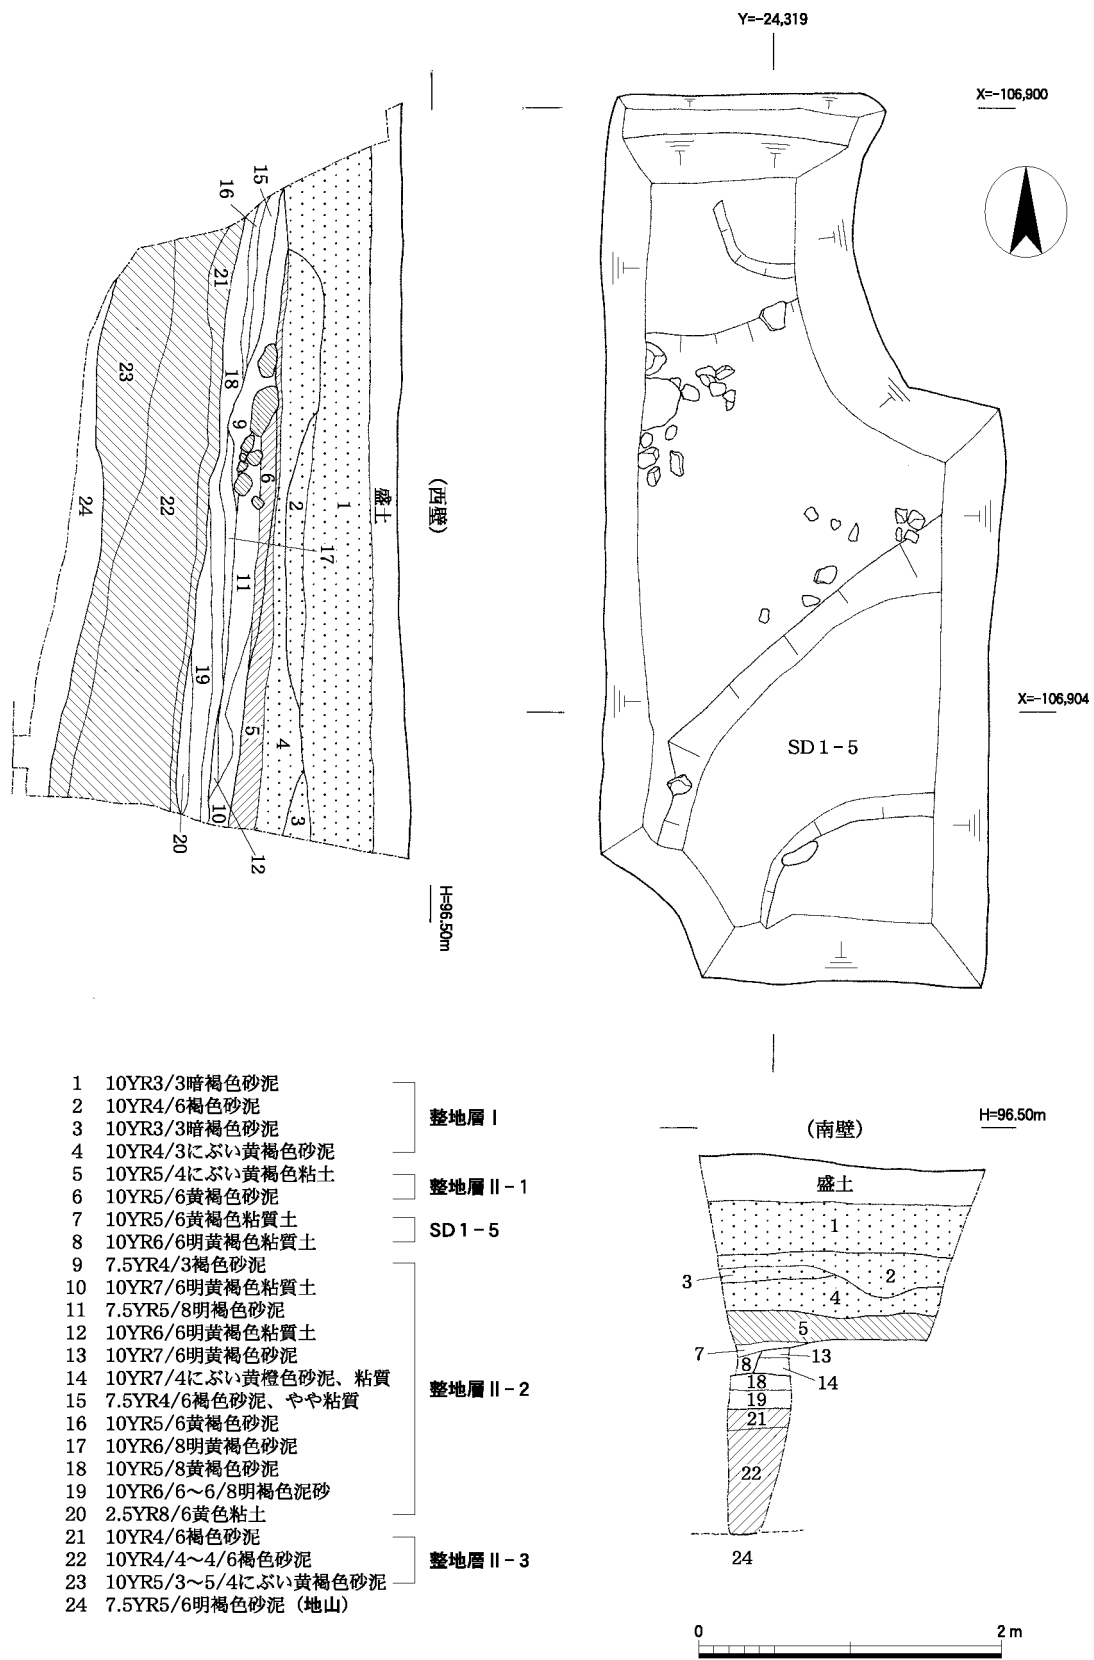 Y=-24,319
X=-106,900
15
16
21
23
18
9
6
盛土
(西壁)
24
22
2
1
17
11
19
5
4
3
10
20
12
H=96.50m
X=-106,904
SD1-5
1 10YR3/3暗褐色砂泥
2 10YR4/6褐色砂泥
3 10YR3/3暗褐色砂泥
4 10YR4/3にぶい黄褐色砂泥
整地層Ⅰ
5 10YR5/4にぶい黄褐色粘土
6 10YR5/6黄褐色砂泥
整地層Ⅱ-1
7 10YR5/6黄褐色粘質土
8 10YR6/6明黄褐色粘質土
SD1-5
9 7.5YR4/3褐色砂泥
10 10YR7/6明黄褐色粘質土
11 7.5YR5/8明褐色砂泥
12 10YR6/6明黄褐色粘質土
13 10YR7/6明黄褐色砂泥
14 10YR7/4にぶい黄橙色砂泥、粘質
15 7.5YR4/6褐色砂泥、やや粘質
16 10YR5/6黄褐色砂泥
17 10YR6/8明黄褐色砂泥
18 10YR5/8黄褐色砂泥
19 10YR6/6〜6/8明褐色泥砂
20 2.5YR8/6黄色粘土
整地層Ⅱ-2
21 10YR4/6褐色砂泥
22 10YR4/4〜4/6褐色砂泥
23 10YR5/3〜5/4にぶい黄褐色砂泥
整地層Ⅱ-3
24 7.5YR5/6明褐色砂泥（地山）
(南壁)
H=96.50m
盛土
1
3
2
4
5
7
13
8
14
18
19
21
22
24
0 2m